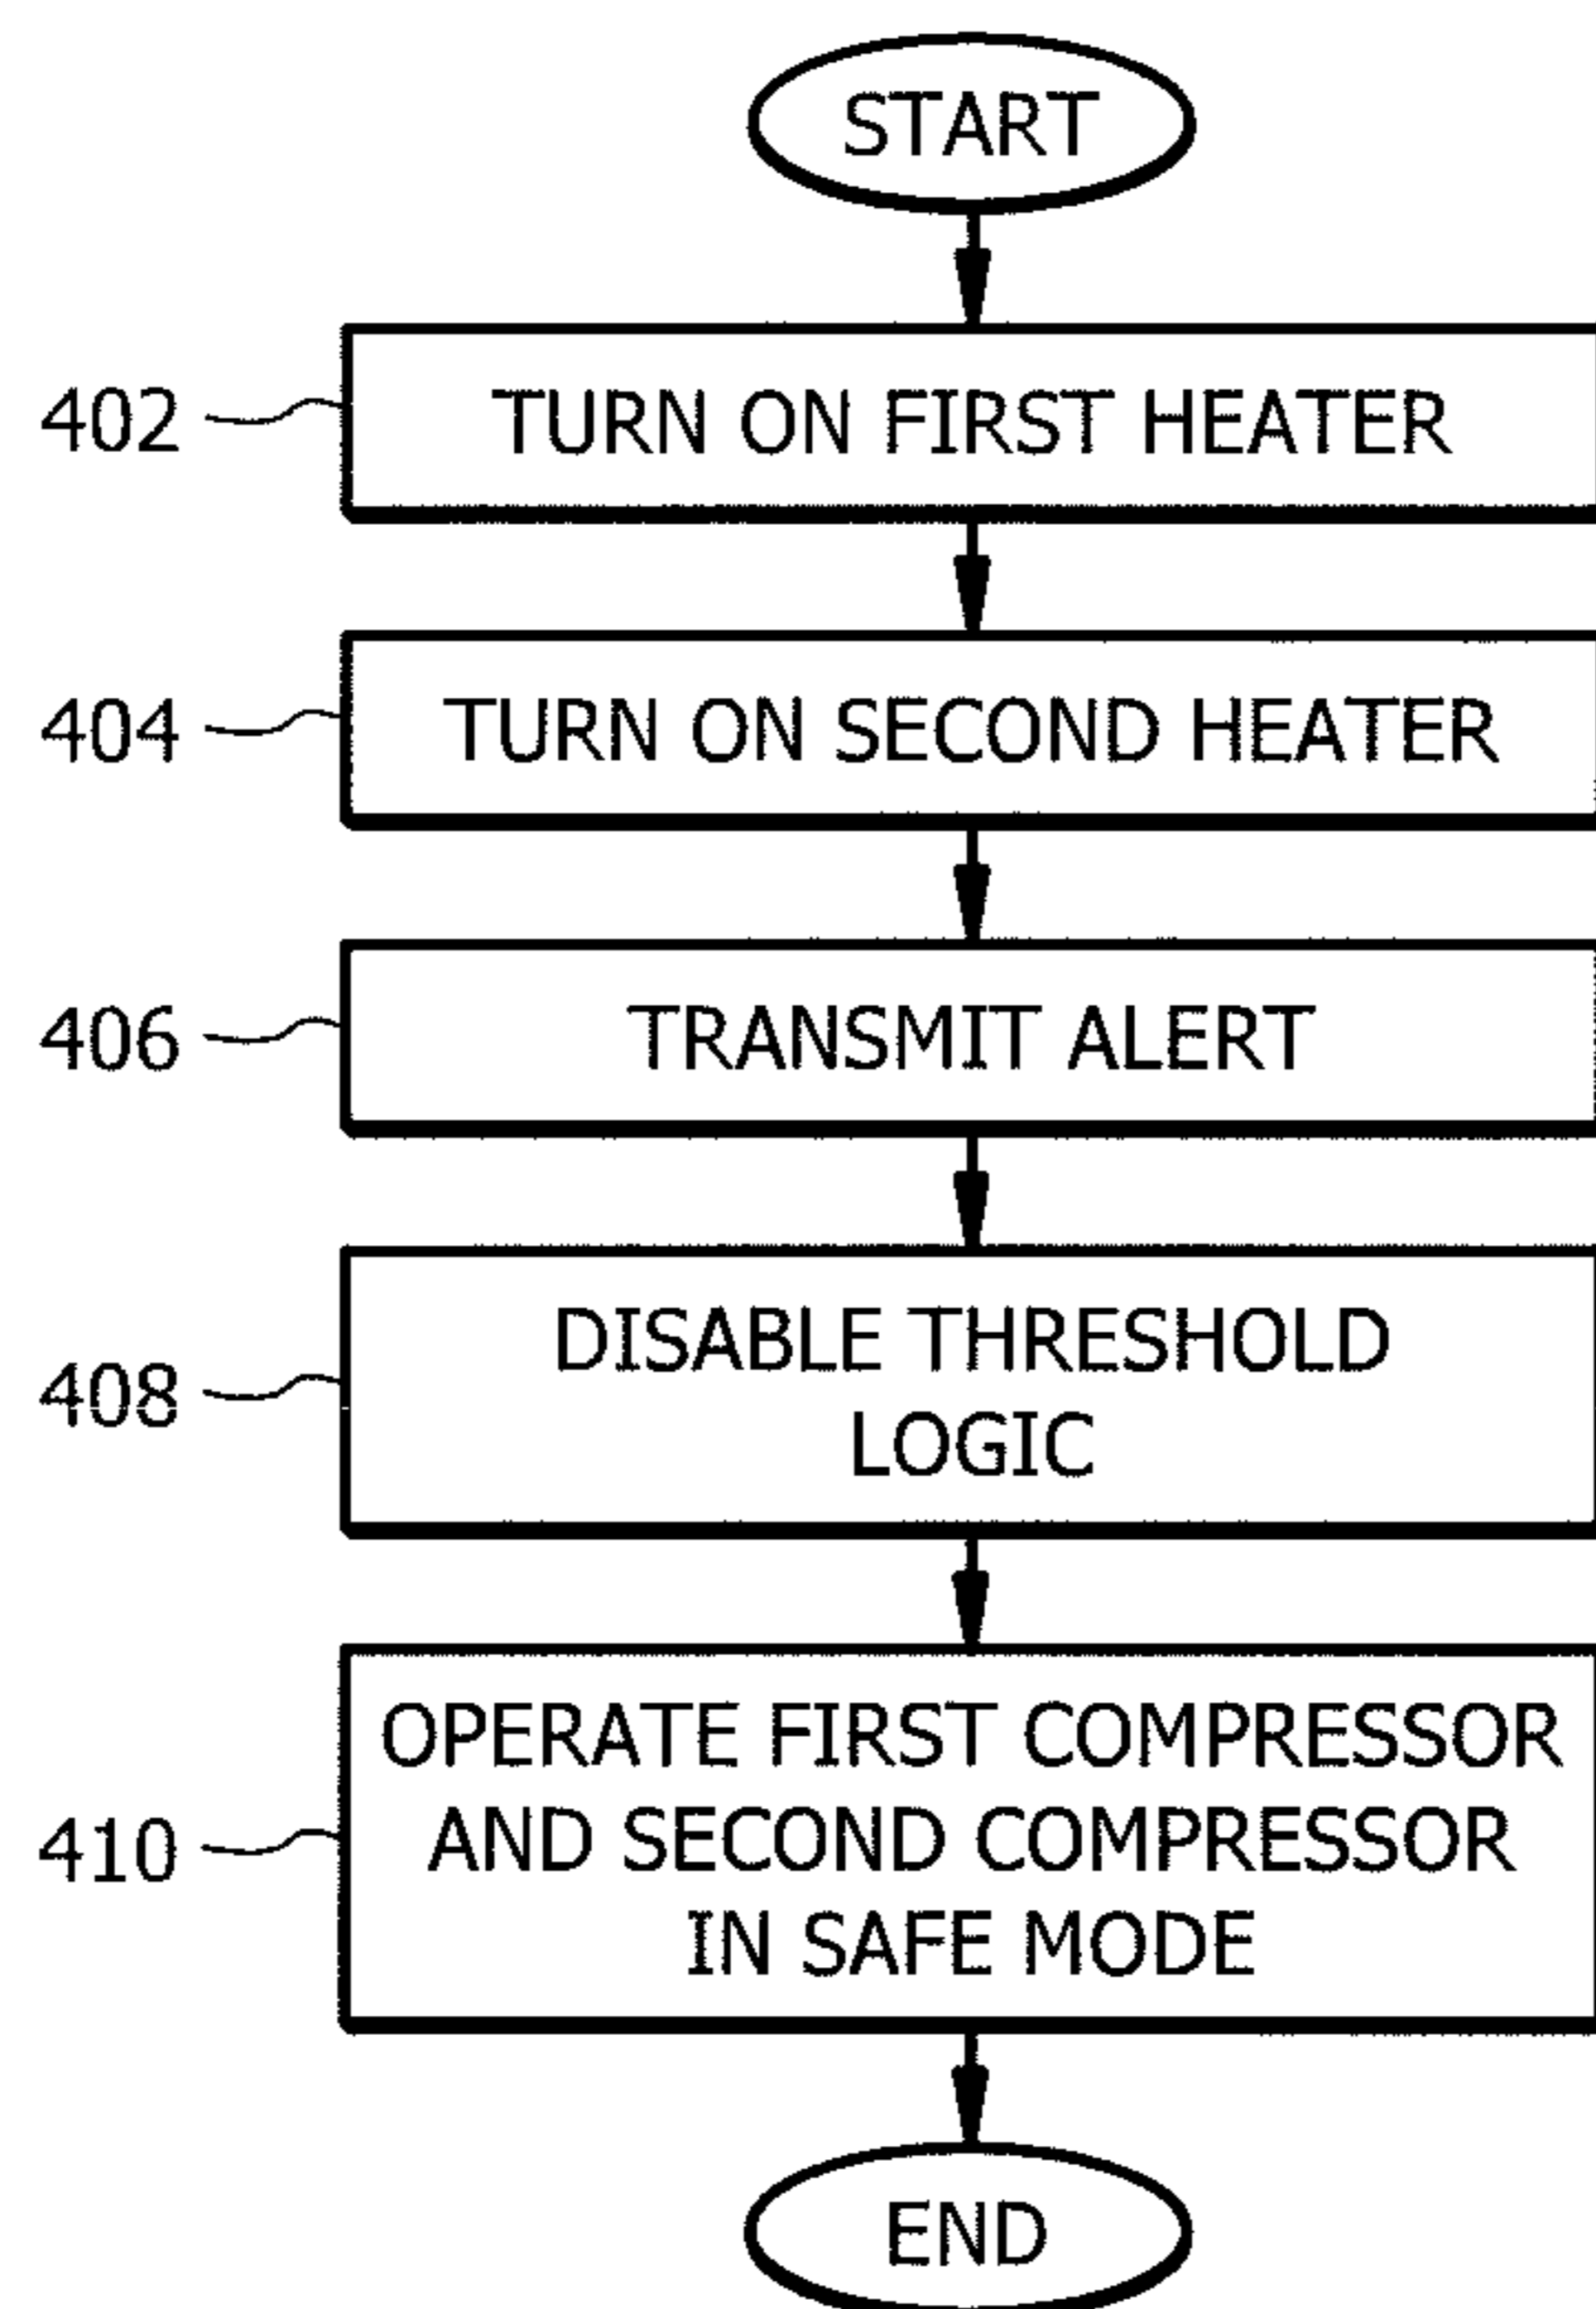 START
402
TURN ON FIRST HEATER
404
TURN ON SECOND HEATER
406
TRANSMIT ALERT
408
DISABLE THRESHOLD
LOGIC
410
OPERATE FIRST COMPRESSOR
AND SECOND COMPRESSOR
IN SAFE MODE
END